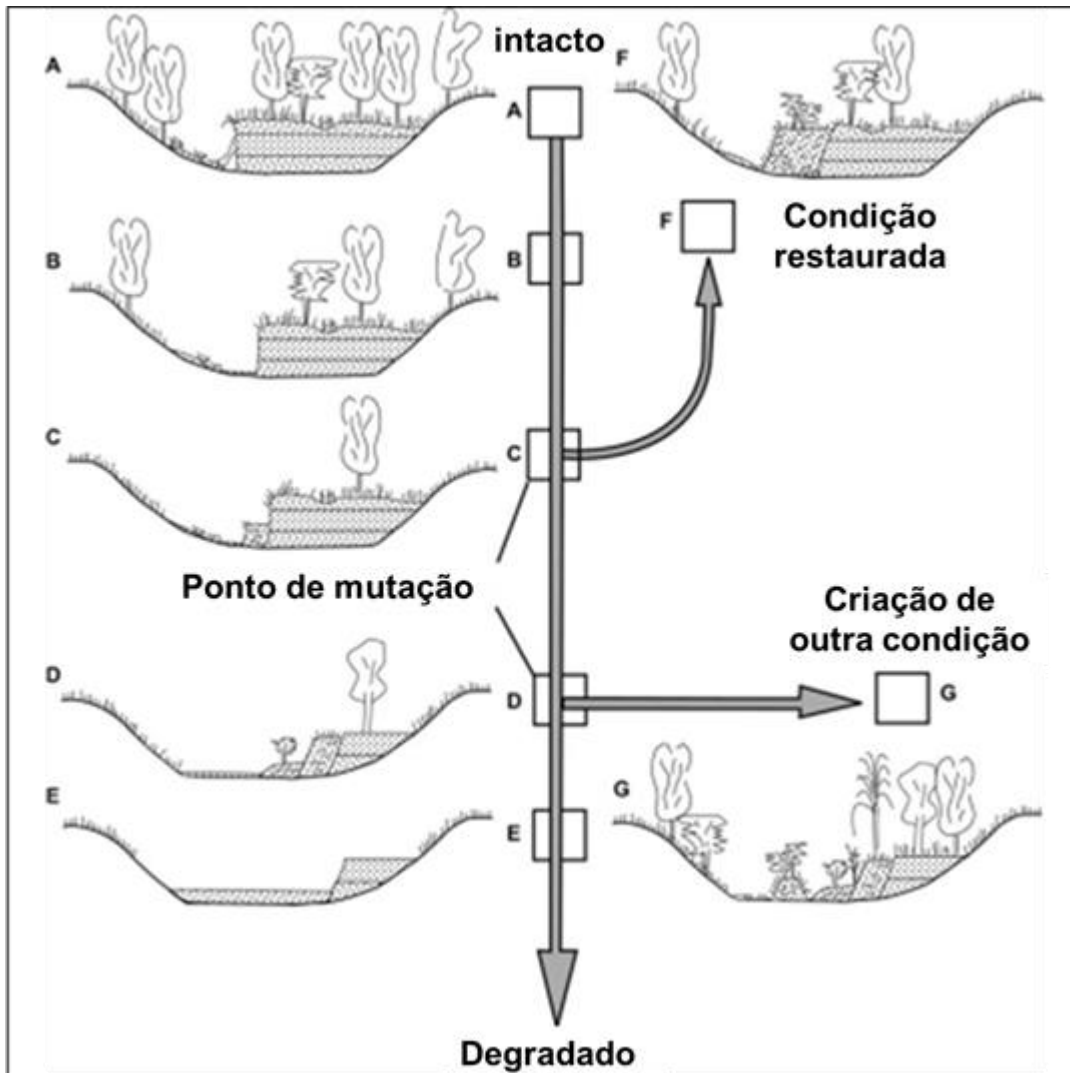 intacto
A
A
F
B
B
F
Condição
restaurada
C
C
Ponto de mutação
Criação de
outra condição
D
D
G
E
E
G
Degradado